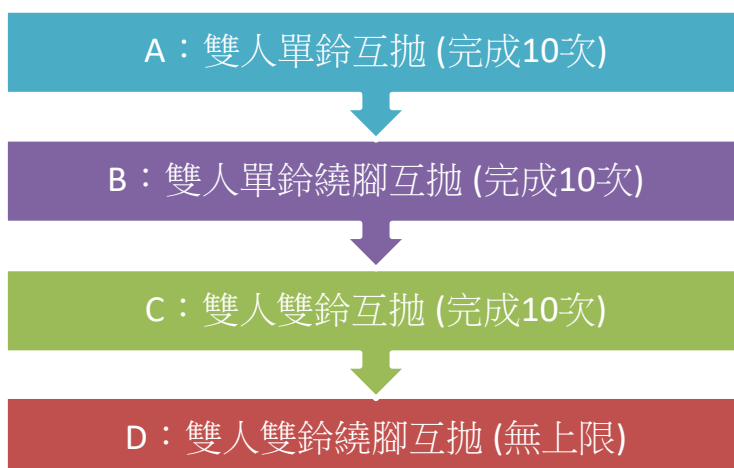 A：雙人單鈴互拋 (完成10次)
B：雙人單鈴繞腳互拋 (完成10次)
C：雙人雙鈴互拋 (完成10次)
D：雙人雙鈴繞腳互拋 (無上限)